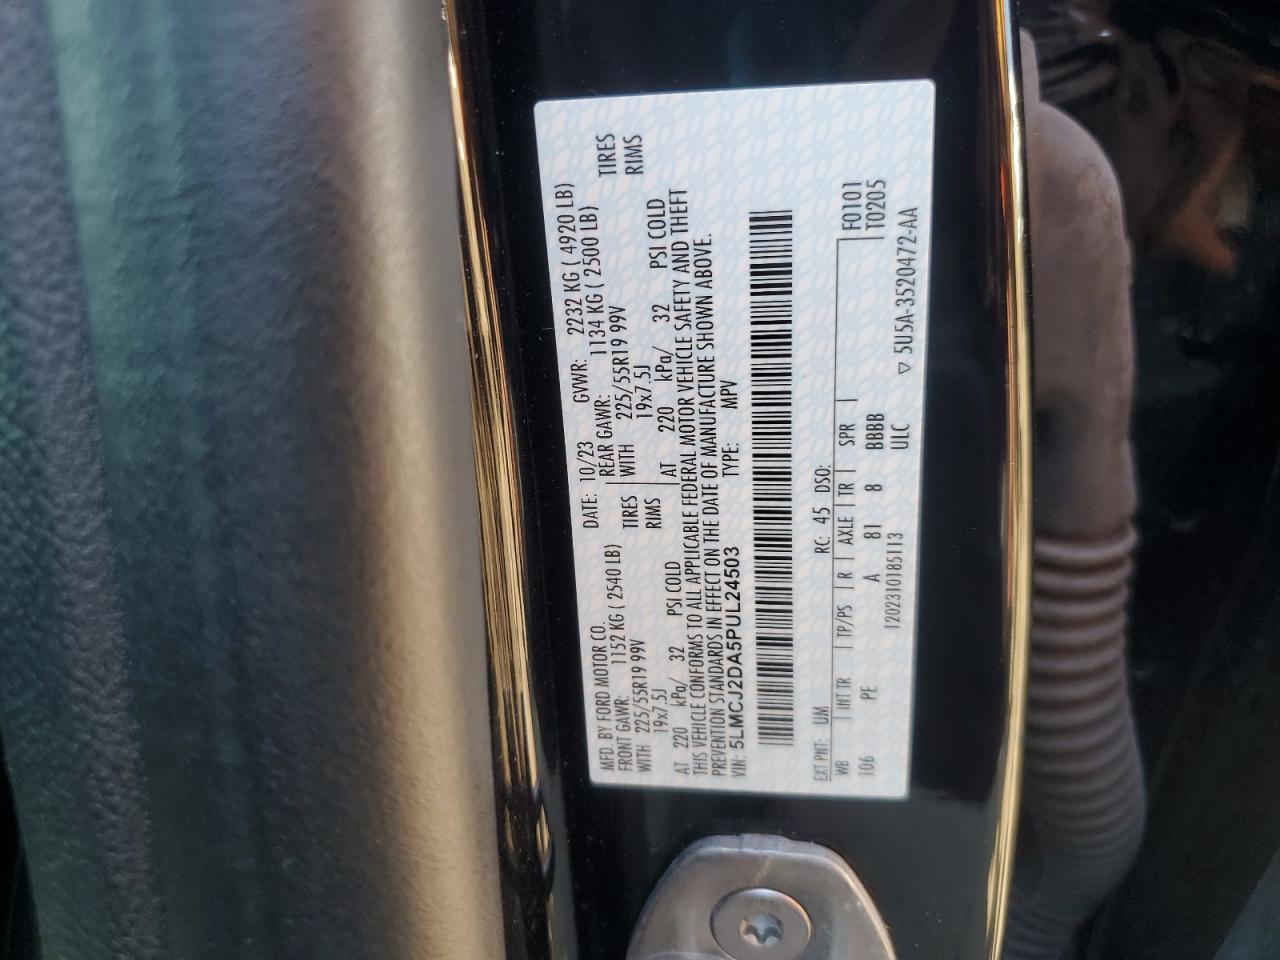 MFD. BY FORD MOTOR CO.
DATE: 10/23 GVWR: 2232 KG ( 4920 LB)
FRONT GAWR: 1152 KG ( 2540 LB) REAR GAWR: 1134 KG ( 2500 LB)
WITH 225/55R19 99V TIRES WITH 225/55R19 99V TIRES
19x7.5J RIMS 19x7.5J RIMS
AT 220 kPa/ 32 PSI COLD AT 220 kPa/ 32 PSI COLD
THIS VEHICLE CONFORMS TO ALL APPLICABLE FEDERAL MOTOR VEHICLE SAFETY AND THEFT
PREVENTION STANDARDS IN EFFECT ON THE DATE OF MANUFACTURE SHOWN ABOVE.
VIN: 5LMCJ2DA5PUL24503 TYPE: MPV
EXT PNT: UM RC: 45 DSO: F0101
WB INT TR TP/PS R AXLE TR SPR T0205
106 PE A 81 8 BBBB
1202310185113 ULC
▽ 5U5A-3520472-AA